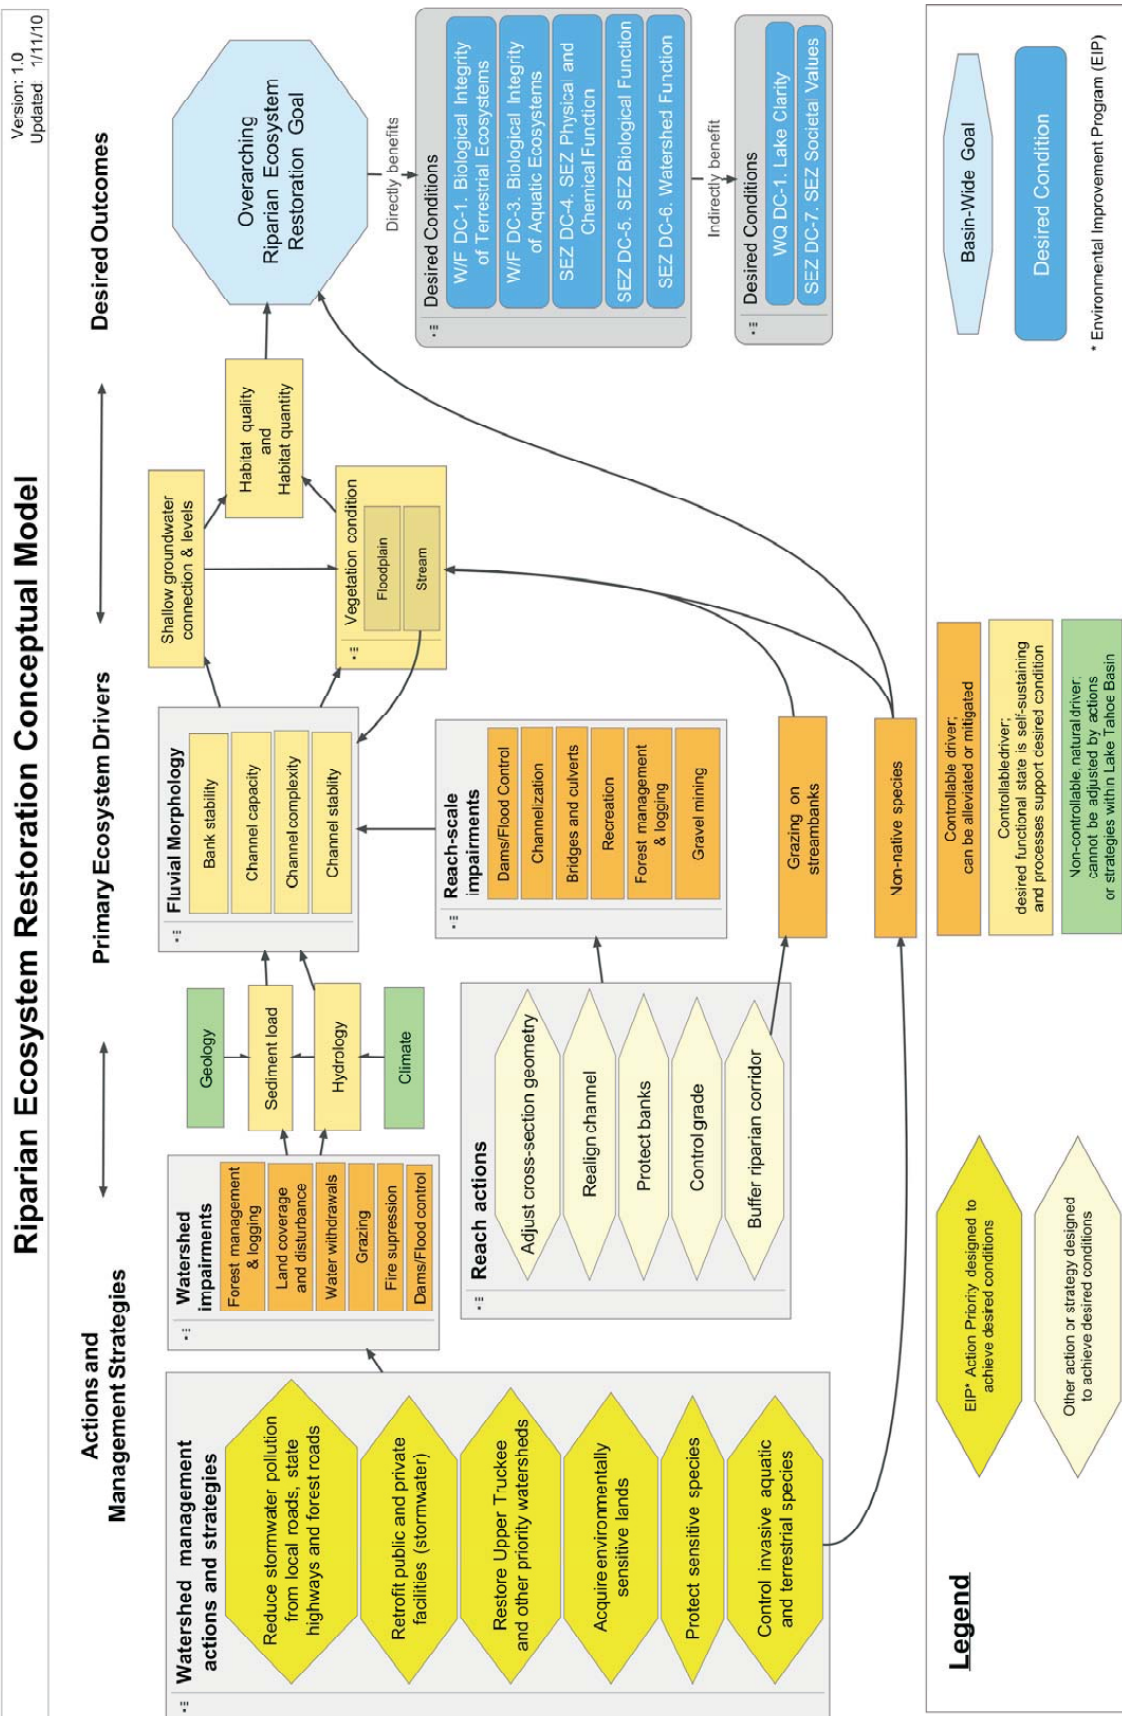 Riparian Ecosystem Restoration Conceptual Model
Version: 1.0
Updated: 1/11/10
Actions and
Management Strategies
Primary Ecosystem Drivers
Desired Outcomes
Watershed management
actions and strategies
Reduce stormwater pollution
from local roads, state
highways and forest roads
Retrofit public and private
facilities (stormwater)
Restore Upper Truckee
and other priority watersheds
Acquire environmentally
sensitive lands
Protect sensitive species
Control invasive aquatic
and terrestrial species
Watershed
impairments
Forest management
& logging
Land coverage
and disturbance
Water withdrawals
Grazing
Fire supression
Dams/Flood control
Geology
Sediment load
Hydrology
Climate
Reach actions
Adjust cross-section geometry
Realign channel
Protect banks
Control grade
Buffer riparian corridor
Fluvial Morphology
Bank stability
Channel capacity
Channel complexity
Channel stablity
Reach-scale
impairments
Dams/Flood Control
Channelization
Bridges and culverts
Recreation
Forest management
& logging
Gravel mining
Grazing on
streambanks
Non-native species
Shallow groundwater
connection & levels
Vegetation condition
Floodplain
Stream
Habitat quality
and
Habitat quantity
Overarching
Riparian Ecosystem
Restoration Goal
Directly benefits
Desired Conditions
W/F DC-1. Biological Integrity
of Terrestrial Ecosystems
W/F DC-3. Biological Integrity
of Aquatic Ecosystems
SEZ DC-4. SEZ Physical and
Chemical Function
SEZ DC-5. SEZ Biological Function
SEZ DC-6. Watershed Function
Indirectly benefit
Desired Conditions
WQ DC-1. Lake Clarity
SEZ DC-7. SEZ Societal Values
Legend
EIP* Action Priority designed to
achieve desired conditions
Other action or strategy designed
to achieve desired conditions
Controllable driver;
can be alleviated or mitigated
Controllabledriver;
desired functional state is self-sustaining
and processes support desired condition
Non-controllable, natural driver;
cannot be adjusted by actions
or strategies within Lake Tahoe Basin
Basin-Wide Goal
Desired Condition
* Environmental Improvement Program (EIP)